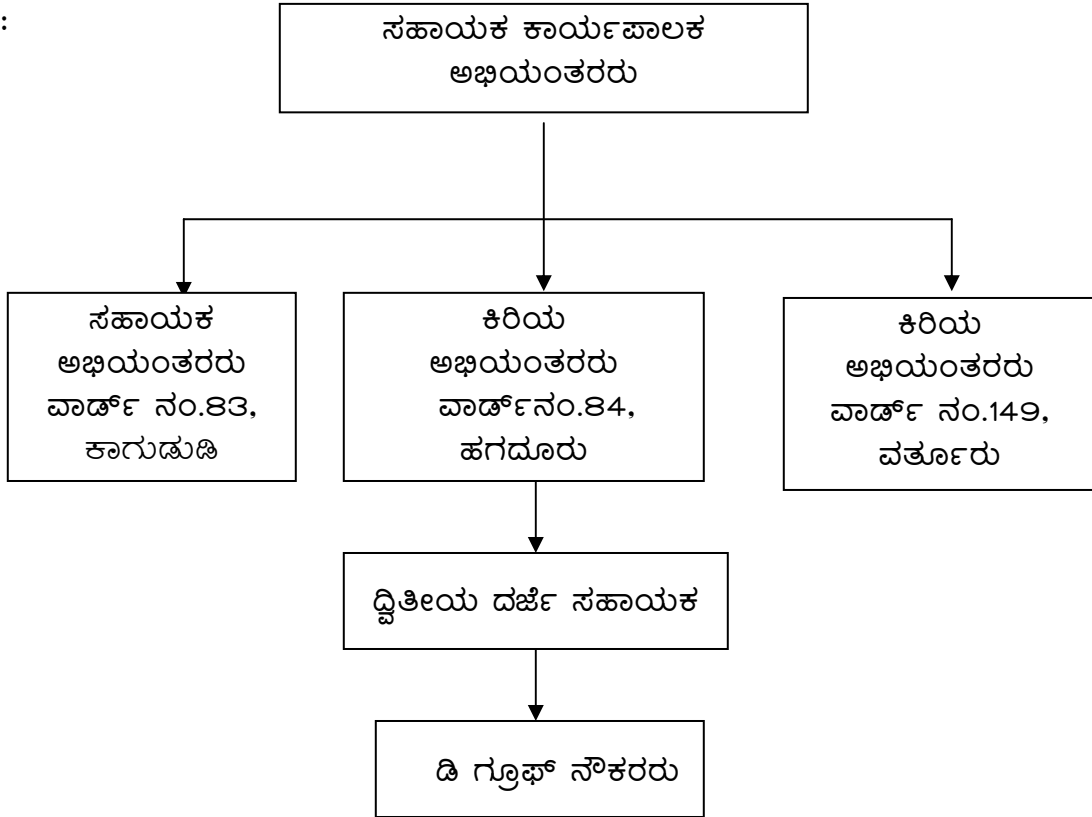 :
ಸಹಾಯಕ ಕಾರ್ಯಪಾಲಕ
ಅಭಿಯಂತರರು
ಸಹಾಯಕ
ಅಭಿಯಂತರರು
ವಾರ್ಡ್ ನಂ.83,
ಕಾಗುಡುಡಿ
ಕಿರಿಯ
ಅಭಿಯಂತರರು
ವಾರ್ಡ್‌ನಂ.84,
ಹಗದೂರು
ಕಿರಿಯ
ಅಭಿಯಂತರರು
ವಾರ್ಡ್ ನಂ.149,
ವರ್ತೂರು
ದ್ವಿತೀಯ ದರ್ಜೆ ಸಹಾಯಕ
ಡಿ ಗ್ರೂಫ್ ನೌಕರರು